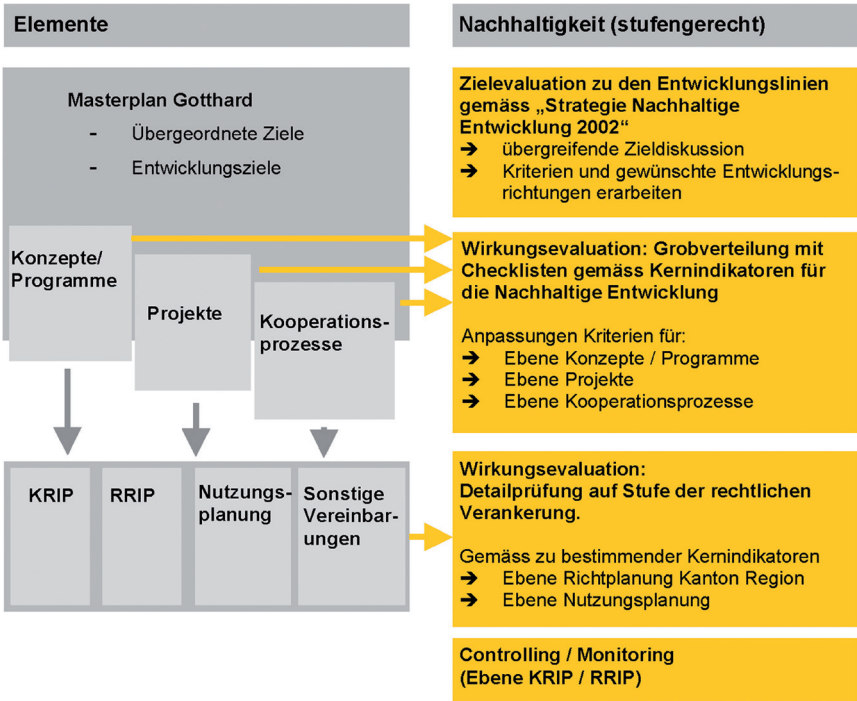 Elemente
Masterplan Gotthard
- Übergeordnete Ziele
- Entwicklungsziele
Konzepte/
Programme
Projekte
Kooperations-
prozesse
KRIP
RRIP
Nutzungs-
planung
Sonstige
Vereinbar-
ungen
Nachhaltigkeit (stufengerecht)
Zielevaluation zu den Entwicklungslinien
gemäss „Strategie Nachhaltige
Entwicklung 2002“
➔ übergreifende Zieldiskussion
➔ Kriterien und gewünschte Entwicklungs-
richtungen erarbeiten
Wirkungsevaluation: Grobverteilung mit
Checklisten gemäss Kernindikatoren für
die Nachhaltige Entwicklung
Anpassungen Kriterien für:
➔ Ebene Konzepte / Programme
➔ Ebene Projekte
➔ Ebene Kooperationsprozesse
Wirkungsevaluation:
Detailprüfung auf Stufe der rechtlichen
Verankerung.
Gemäss zu bestimmender Kernindikatoren
➔ Ebene Richtplanung Kanton Region
➔ Ebene Nutzungsplanung
Controlling / Monitoring
(Ebene KRIP / RRIP)